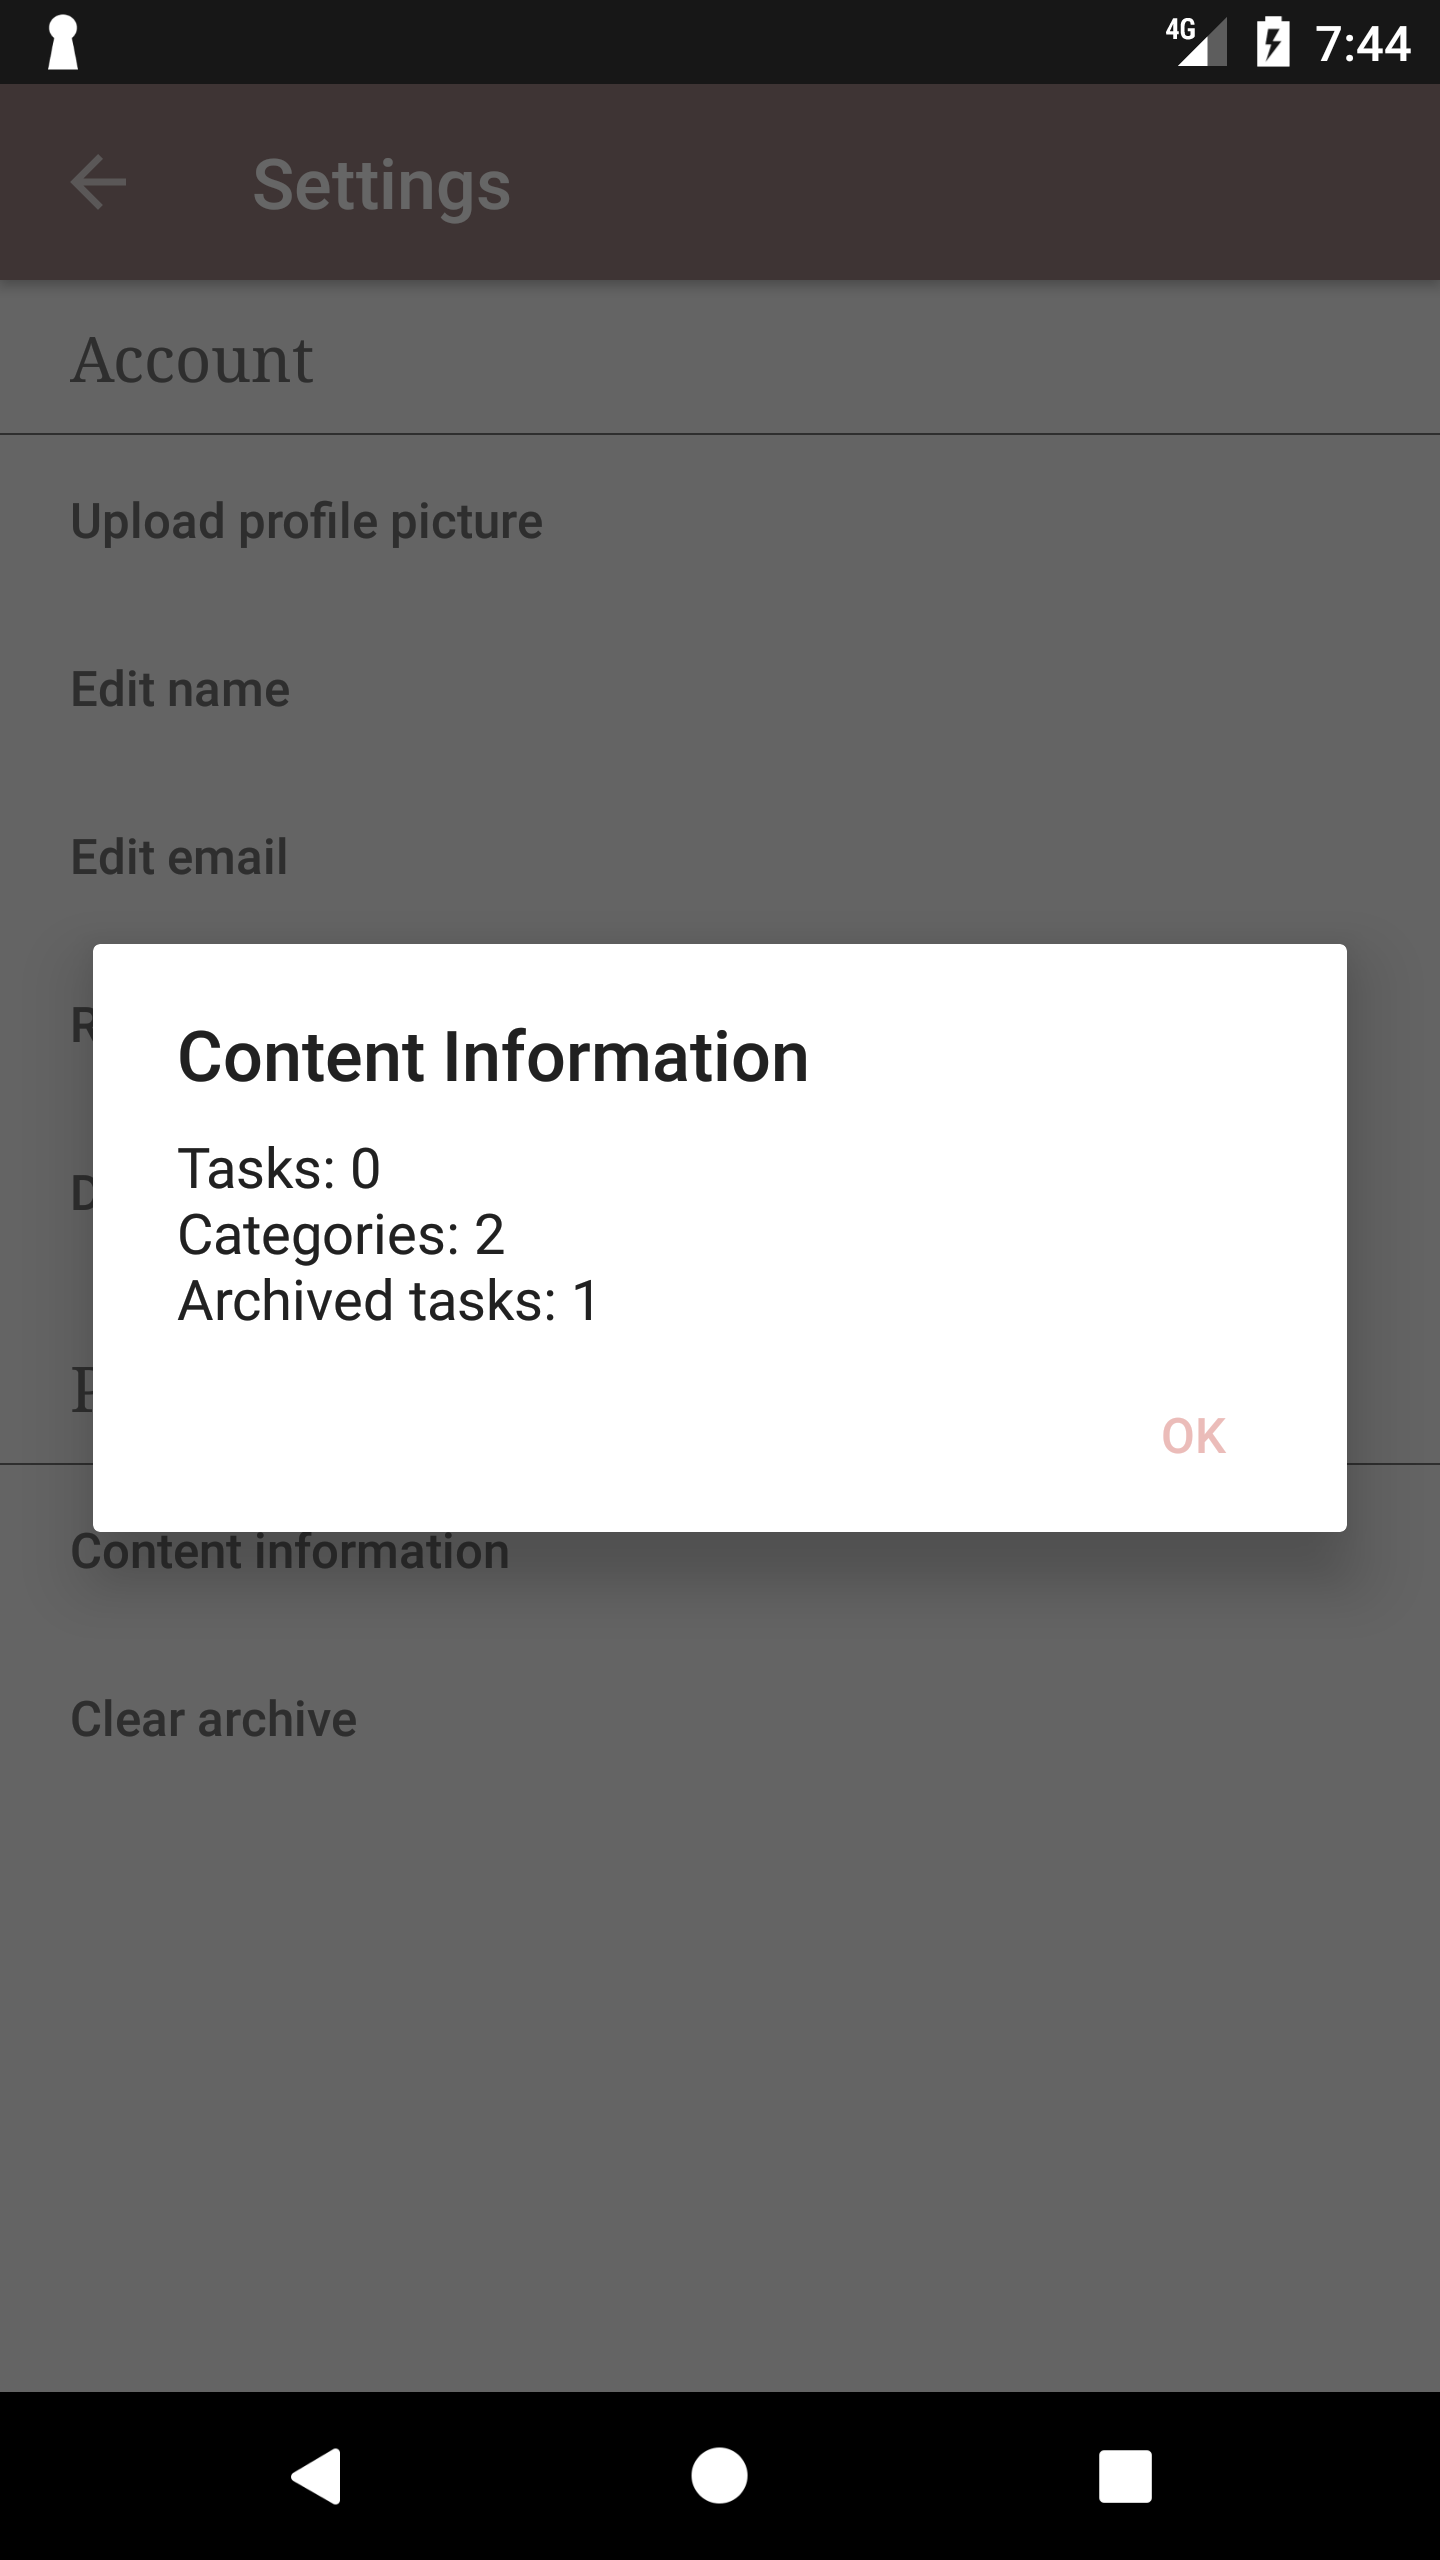 4G 7:44
Settings
Account
Upload profile picture
Edit name
Edit email
Content Information
Tasks: 0
Categories: 2
Archived tasks: 1
OK
Content information
Clear archive